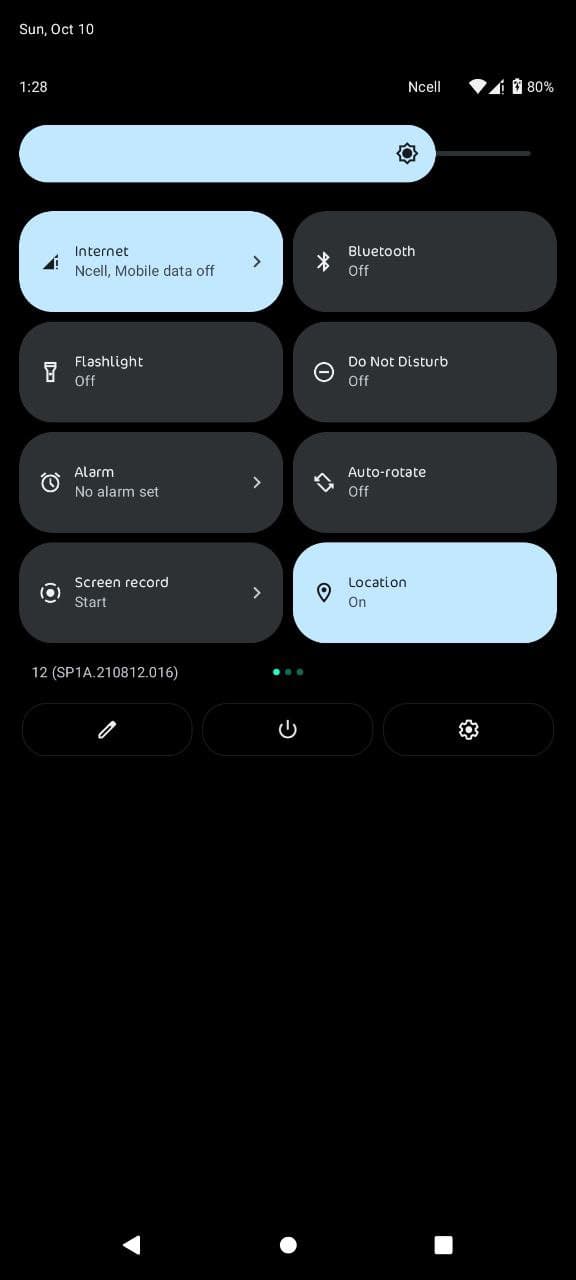 Sun, Oct 10
1:28
Ncell
80%
Internet
Ncell, Mobile data off
Bluetooth
Off
Flashlight
Off
Do Not Disturb
Off
Alarm
No alarm set
Auto-rotate
Off
Screen record
Start
Location
On
12 (SP1A.210812.016)